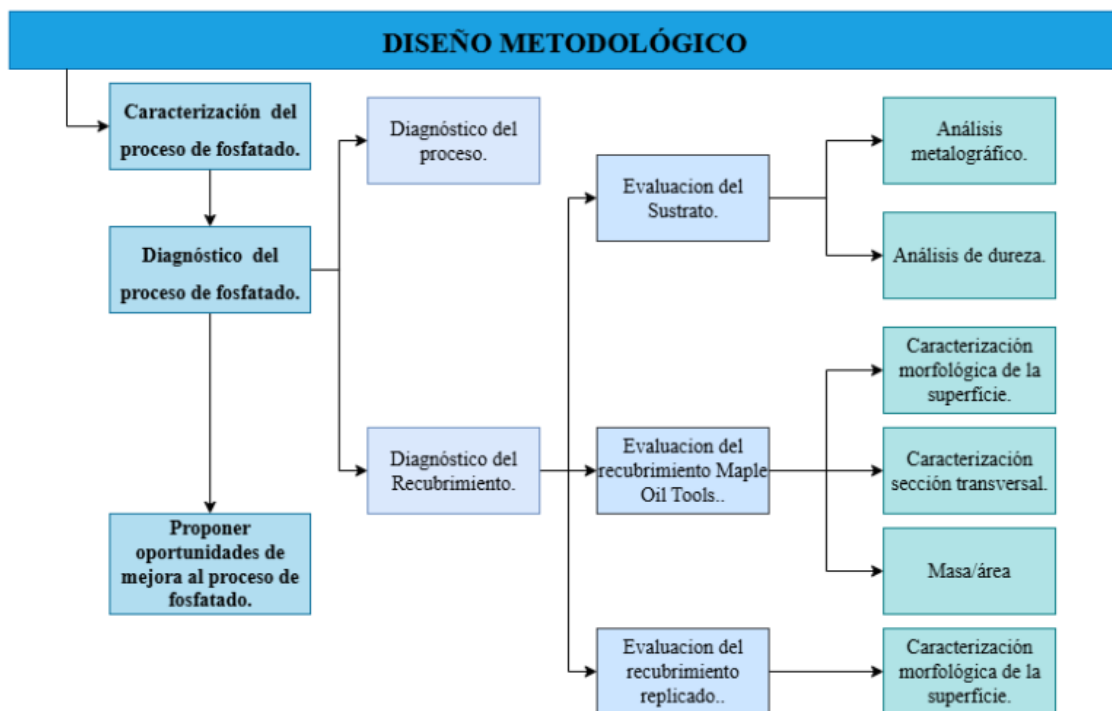 DISEÑO METODOLÓGICO
Caracterización del
proceso de fosfatado.
Diagnóstico del
proceso de fosfatado.
Proponer
oportunidades de
mejora al proceso de
fosfatado.
Diagnóstico del
proceso.
Diagnóstico del
Recubrimiento.
Evaluacion del
Sustrato.
Evaluacion del
recubrimiento Maple
Oil Tools..
Evaluacion del
recubrimiento
replicado..
Análisis
metalográfico.
Análisis de dureza.
Caracterización
morfológica de la
superfície.
Caracterización
sección transversal.
Masa/área
Caracterización
morfológica de la
superfície.